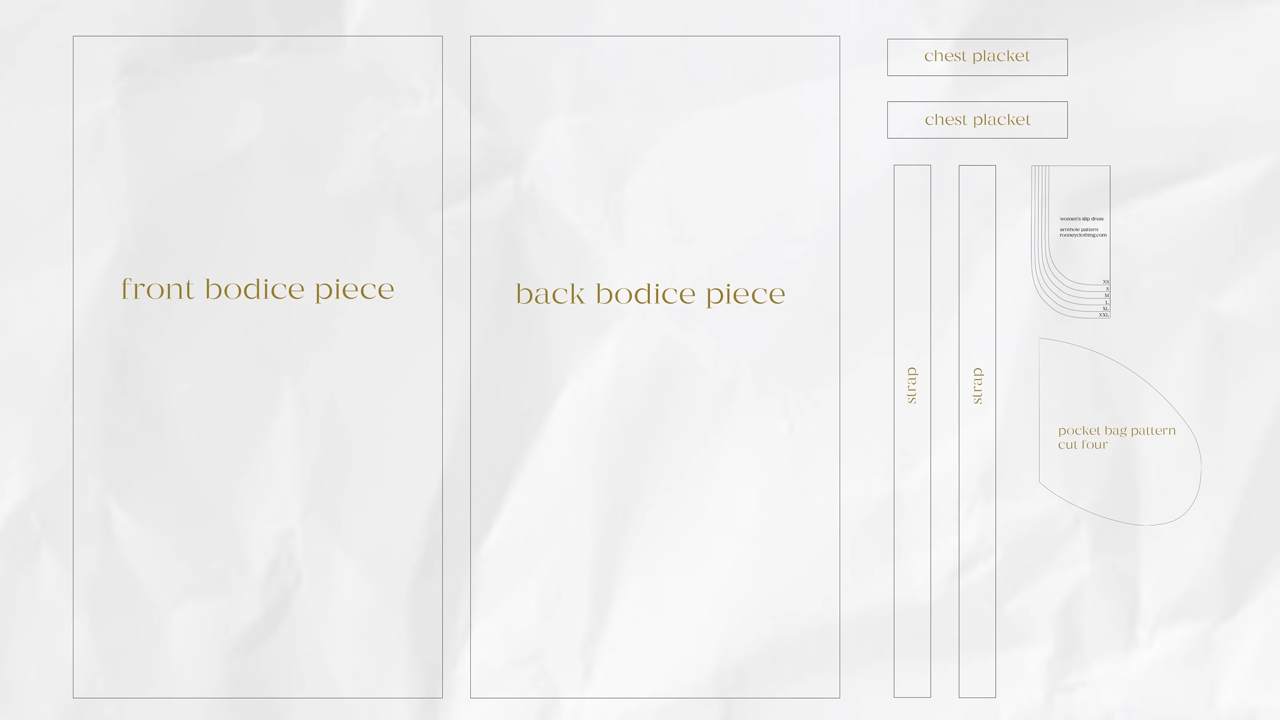 front bodice piece
back bodice piece
chest placket
chest placket
strap
strap
women's slip dress
armhole pattern
rooneyclothing.com
XS
S
M
L
XL
XXL
pocket bag pattern
cut four